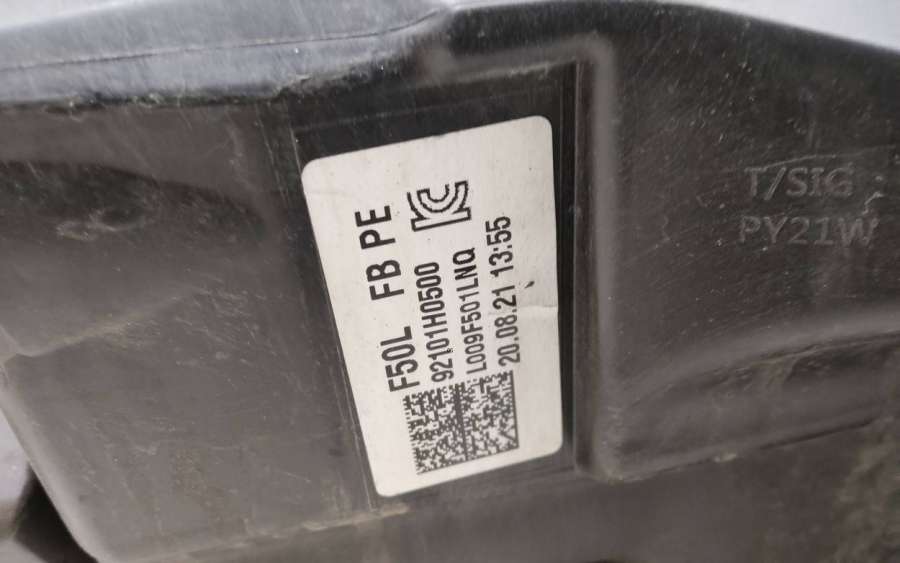 F50L FB PE
92101H0500
L009F501LNQ
20.08.21 13:55
T/SIG :
PY21W